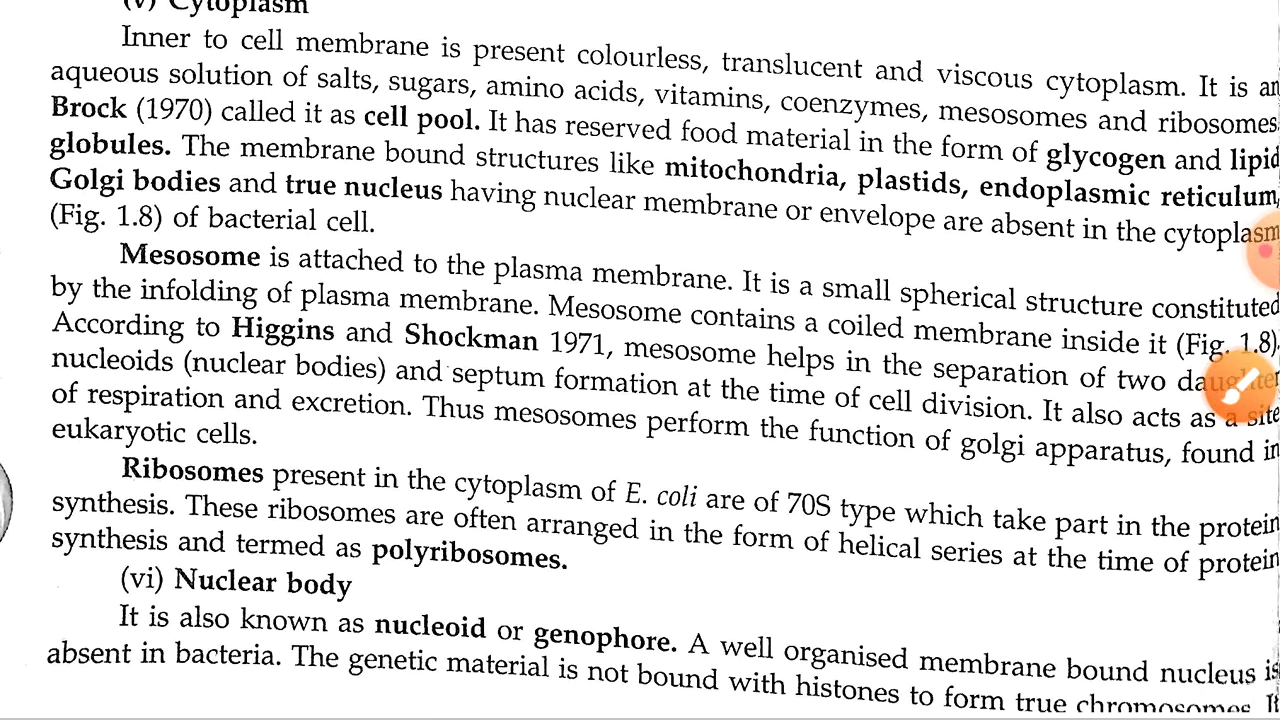 (v) Cytoplasm
Inner to cell membrane is present colourless, translucent and viscous cytoplasm. It is an
aqueous solution of salts, sugars, amino acids, vitamins, coenzymes, mesosomes and ribosomes
Brock (1970) called it as cell pool. It has reserved food material in the form of glycogen and lipid
globules. The membrane bound structures like mitochondria, plastids, endoplasmic reticulum,
Golgi bodies and true nucleus having nuclear membrane or envelope are absent in the cytoplasm
(Fig. 1.8) of bacterial cell.
Mesosome is attached to the plasma membrane. It is a small spherical structure constituted
by the infolding of plasma membrane. Mesosome contains a coiled membrane inside it (Fig. 1.8).
According to Higgins and Shockman 1971, mesosome helps in the separation of two daughter
nucleoids (nuclear bodies) and septum formation at the time of cell division. It also acts as a site
of respiration and excretion. Thus mesosomes perform the function of golgi apparatus, found in
eukaryotic cells.
Ribosomes present in the cytoplasm of E. coli are of 70S type which take part in the protein
synthesis. These ribosomes are often arranged in the form of helical series at the time of protein
synthesis and termed as polyribosomes.
(vi) Nuclear body
It is also known as nucleoid or genophore. A well organised membrane bound nucleus is
absent in bacteria. The genetic material is not bound with histones to form true chromosomes. It